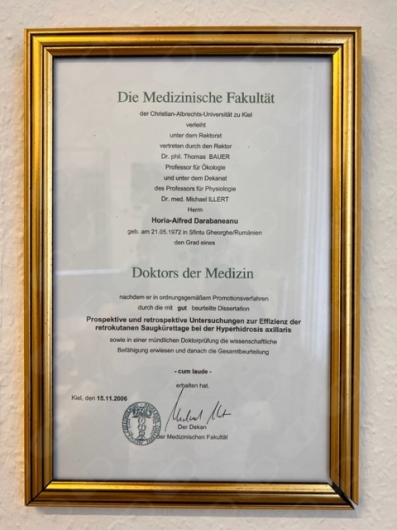 Die Medizinische Fakultät
der Christian-Albrechts-Universität zu Kiel
verleiht
unter dem Rektorat
vertreten durch den Rektor
Dr. phil. Thomas BAUER
Professor für Ökologie
und unter dem Dekanat
des Professors für Physiologie
Dr. med. Michael ILLERT
Herrn
Horia-Alfred Darabaneanu
geb. am 21.05.1972 in Sfintu Gheorghe/Rumänien
den Grad eines
Doktors der Medizin
nachdem er in ordnungsgemäßem Promotionsverfahren
durch die mit gut beurteilte Dissertation
Prospektive und retrospektive Untersuchungen zur Effizienz der
retrokutanen Saugkürettage bei der Hyperhidrosis axillaris
sowie in einer mündlichen Doktorprüfung die wissenschaftliche
Befähigung erwiesen und danach die Gesamtbeurteilung
- cum laude -
erhalten hat.
Kiel, den 15.11.2006
Der Dekan
der Medizinischen Fakultät